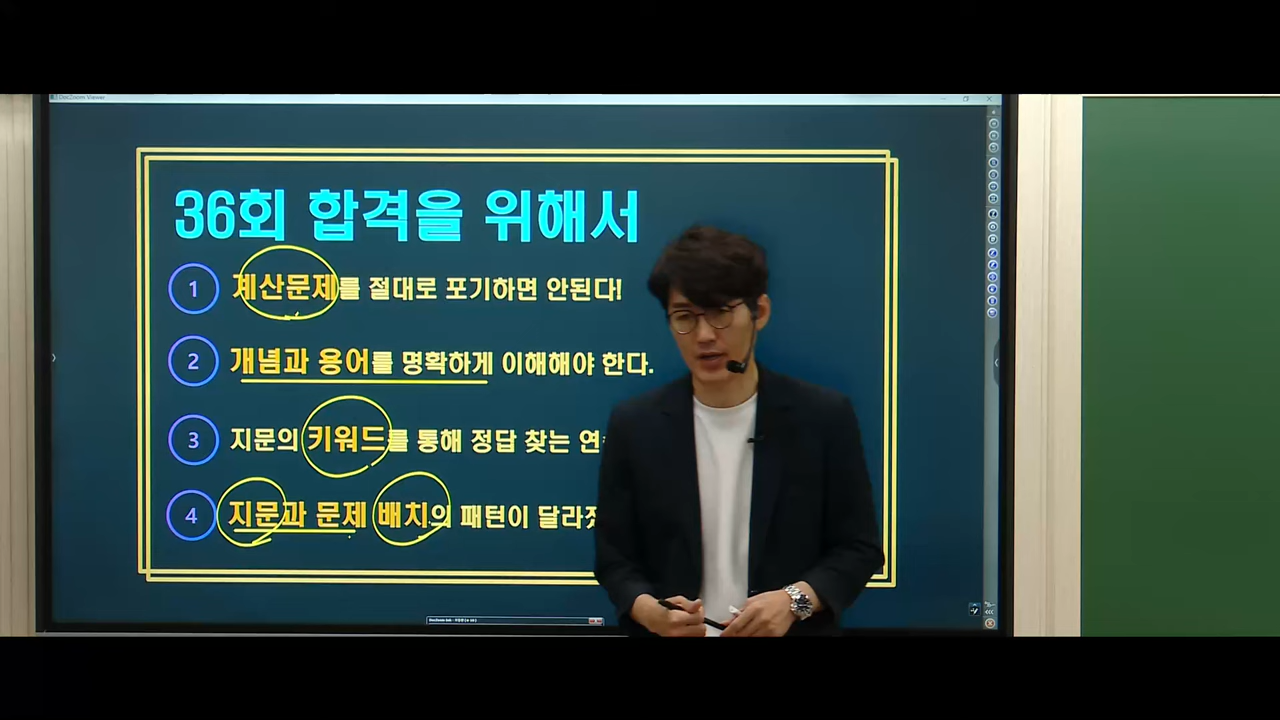 DocZoom Viewer
36회 합격을 위해서
1 계산문제를 절대로 포기하면 안된다!
2 개념과 용어를 명확하게 이해해야 한다.
3 지문의 키워드를 통해 정답 찾는
4 지문과 문제 배치의 패턴이